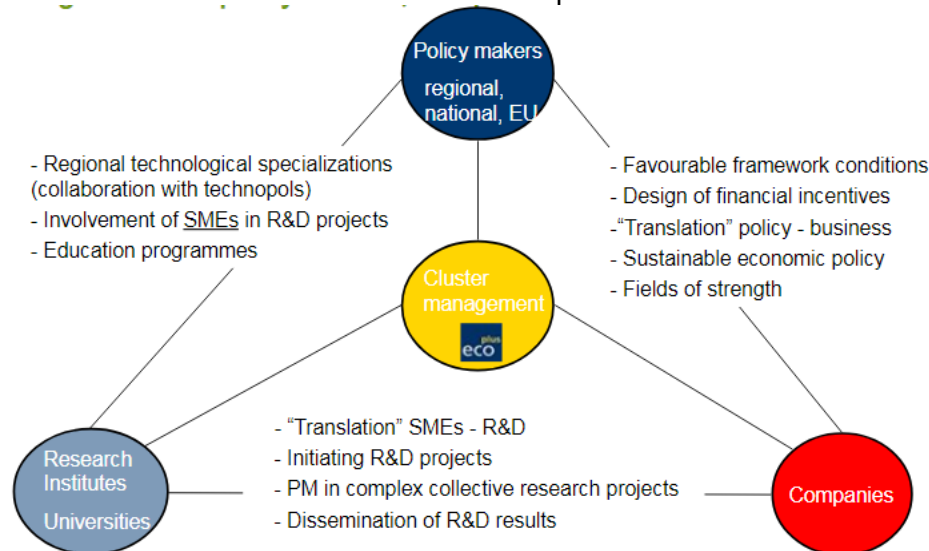 Policy makers
regional,
national, EU
- Regional technological specializations
(collaboration with technopols)
- Involvement of SMEs in R&D projects
- Education programmes
- Favourable framework conditions
- Design of financial incentives
-“Translation” policy - business
- Sustainable economic policy
- Fields of strength
Cluster
management
plus
eco
- “Translation” SMEs - R&D
- Initiating R&D projects
- PM in complex collective research projects
- Dissemination of R&D results
Research
Institutes
Universities
Companies